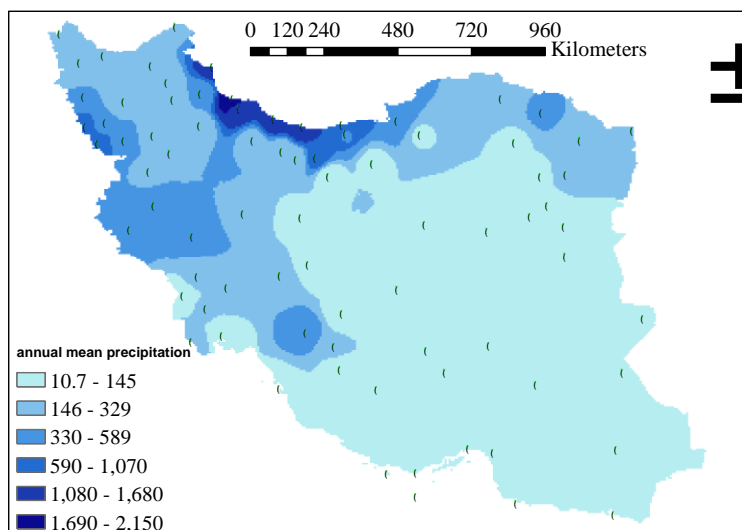 0 120 240 480 720 960
Kilometers
annual mean precipitation
10.7 - 145
146 - 329
330 - 589
590 - 1,070
1,080 - 1,680
1,690 - 2,150